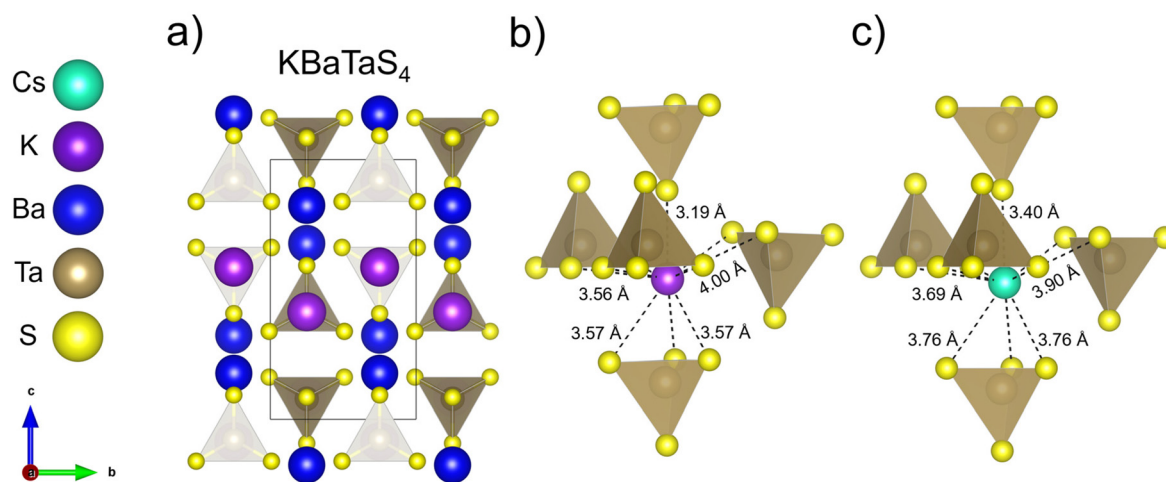 a)
b)
c)
KBaTaS₄
Cs
K
Ba
Ta
S
c
a
b
3.19 Å
4.00 Å
3.56 Å
3.57 Å
3.57 Å
3.40 Å
3.90 Å
3.69 Å
3.76 Å
3.76 Å